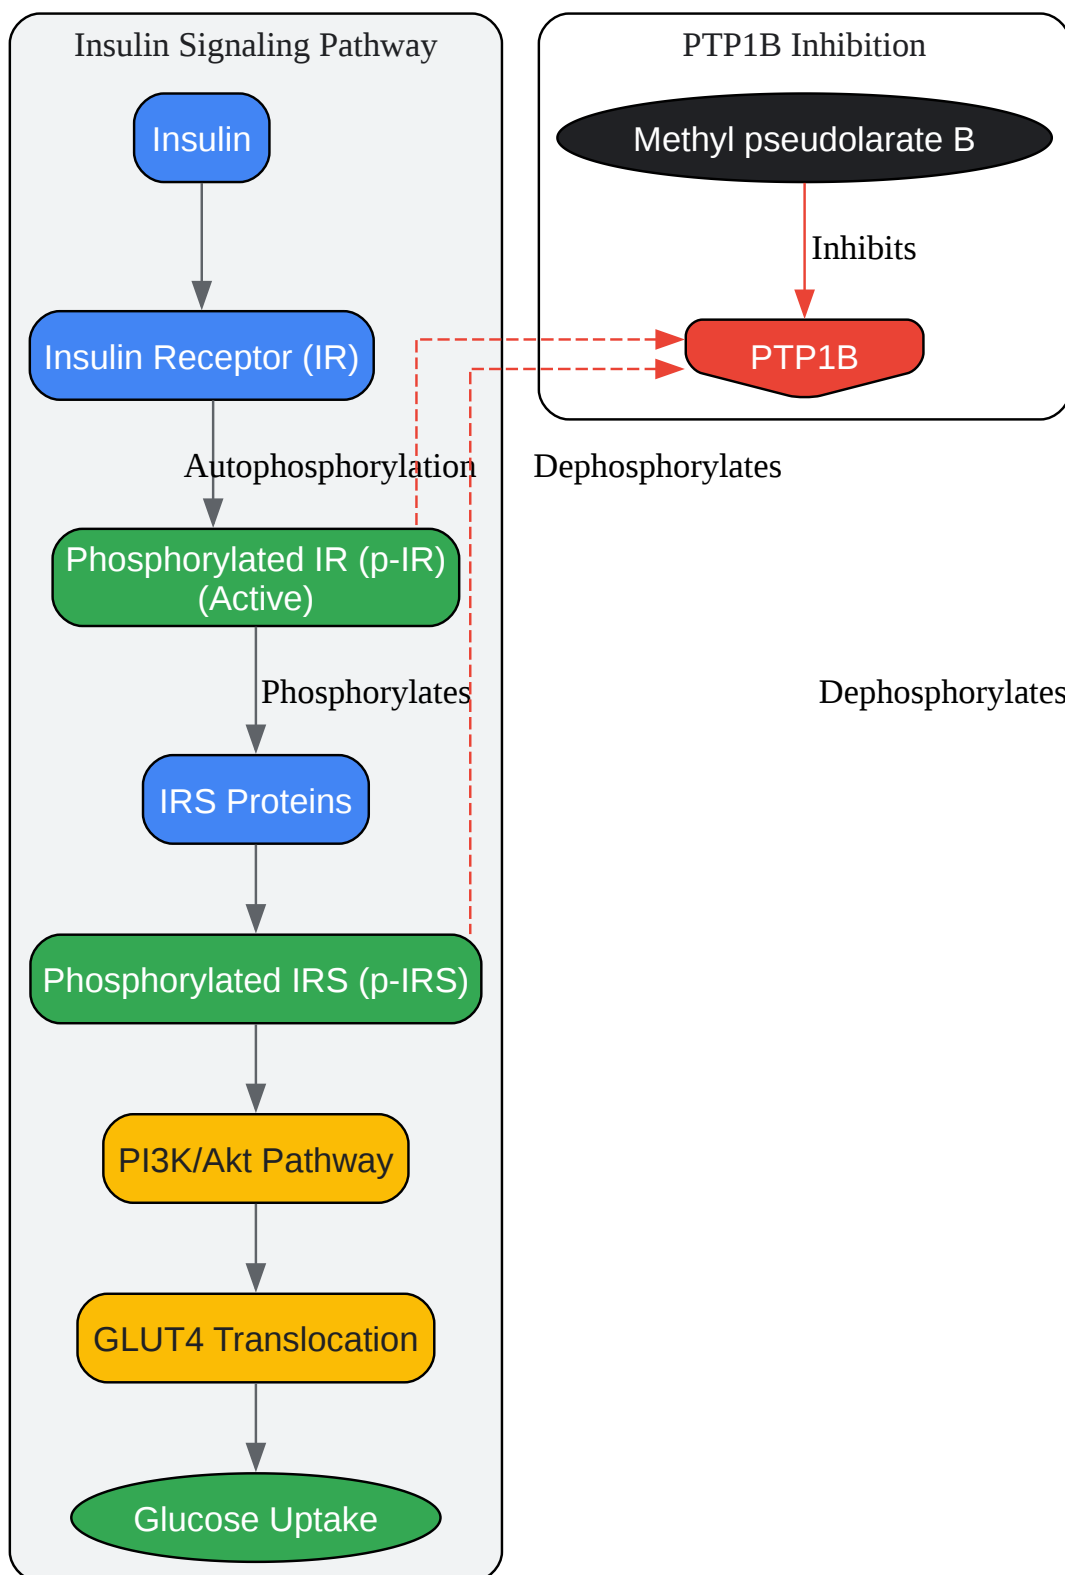 Insulin Signaling Pathway
Insulin
Insulin Receptor (IR)
Autophosphorylation
Phosphorylated IR (p-IR)
(Active)
Phosphorylates
IRS Proteins
Phosphorylated IRS (p-IRS)
PI3K/Akt Pathway
GLUT4 Translocation
Glucose Uptake
PTP1B Inhibition
Methyl pseudolarate B
Inhibits
PTP1B
Dephosphorylates
Dephosphorylates